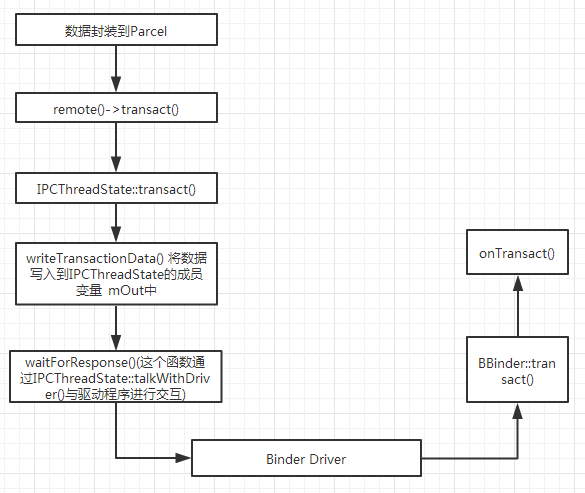 数据封装到Parcel
remote()->transact()
IPCThreadState::transact()
writeTransactionData() 将数据
写入到IPCThreadState的成员
变量 mOut中
waitForResponse()(这个函数通
过IPCThreadState::talkWithDriv
er()与驱动程序进行交互)
Binder Driver
BBinder::tran
sact()
onTransact()